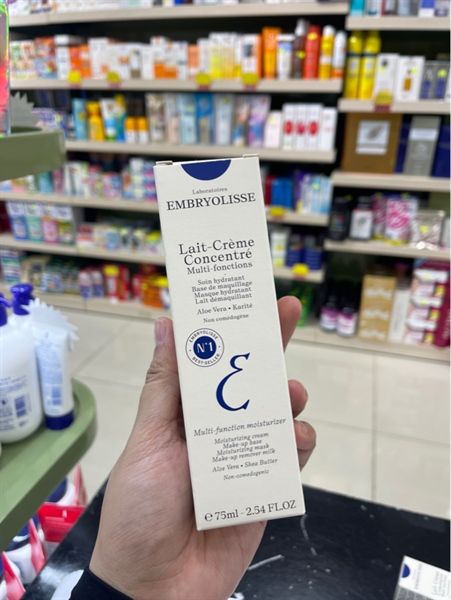 Laboratoires
EMBRYOLISSE
Lait-Crème
Concentré
Multi-fonctions
Soin hydratant
Base de maquillage
Masque hydratant
Lait démaquillant
Aloe Vera • Karité
Non comédogène
EMBRYOLISSE
N°1
BEST-SELLER
ε
Multi-function moisturizer
Moisturizing cream
Make-up base
Moisturizing mask
Make-up remover milk
Aloe Vera • Shea Butter
Non-comedogenic
℮ 75ml - 2.54 FL.OZ